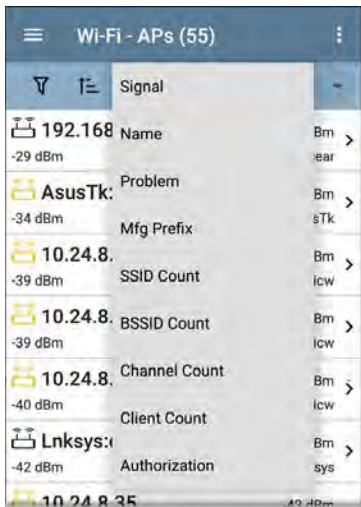 Wi-Fi - APs (55)
Signal
192.168
Name
Bm
-29 dBm
ear
AsusTk:
Problem
Bm
-34 dBm
sTk
Mfg Prefix
10.24.8.
Bm
-39 dBm
SSID Count
icw
10.24.8.
BSSID Count
Bm
-39 dBm
icw
10.24.8.
Channel Count
Bm
-40 dBm
icw
Client Count
Lnksys:
Bm
-42 dBm
Authorization
sys
10.24.8.35